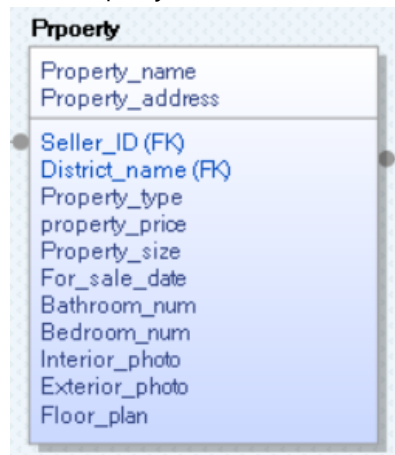 Prpoerty
Property_name
Property_address
Seller_ID (FK)
District_name (FK)
Property_type
property_price
Property_size
For_sale_date
Bathroom_num
Bedroom_num
Interior_photo
Exterior_photo
Floor_plan